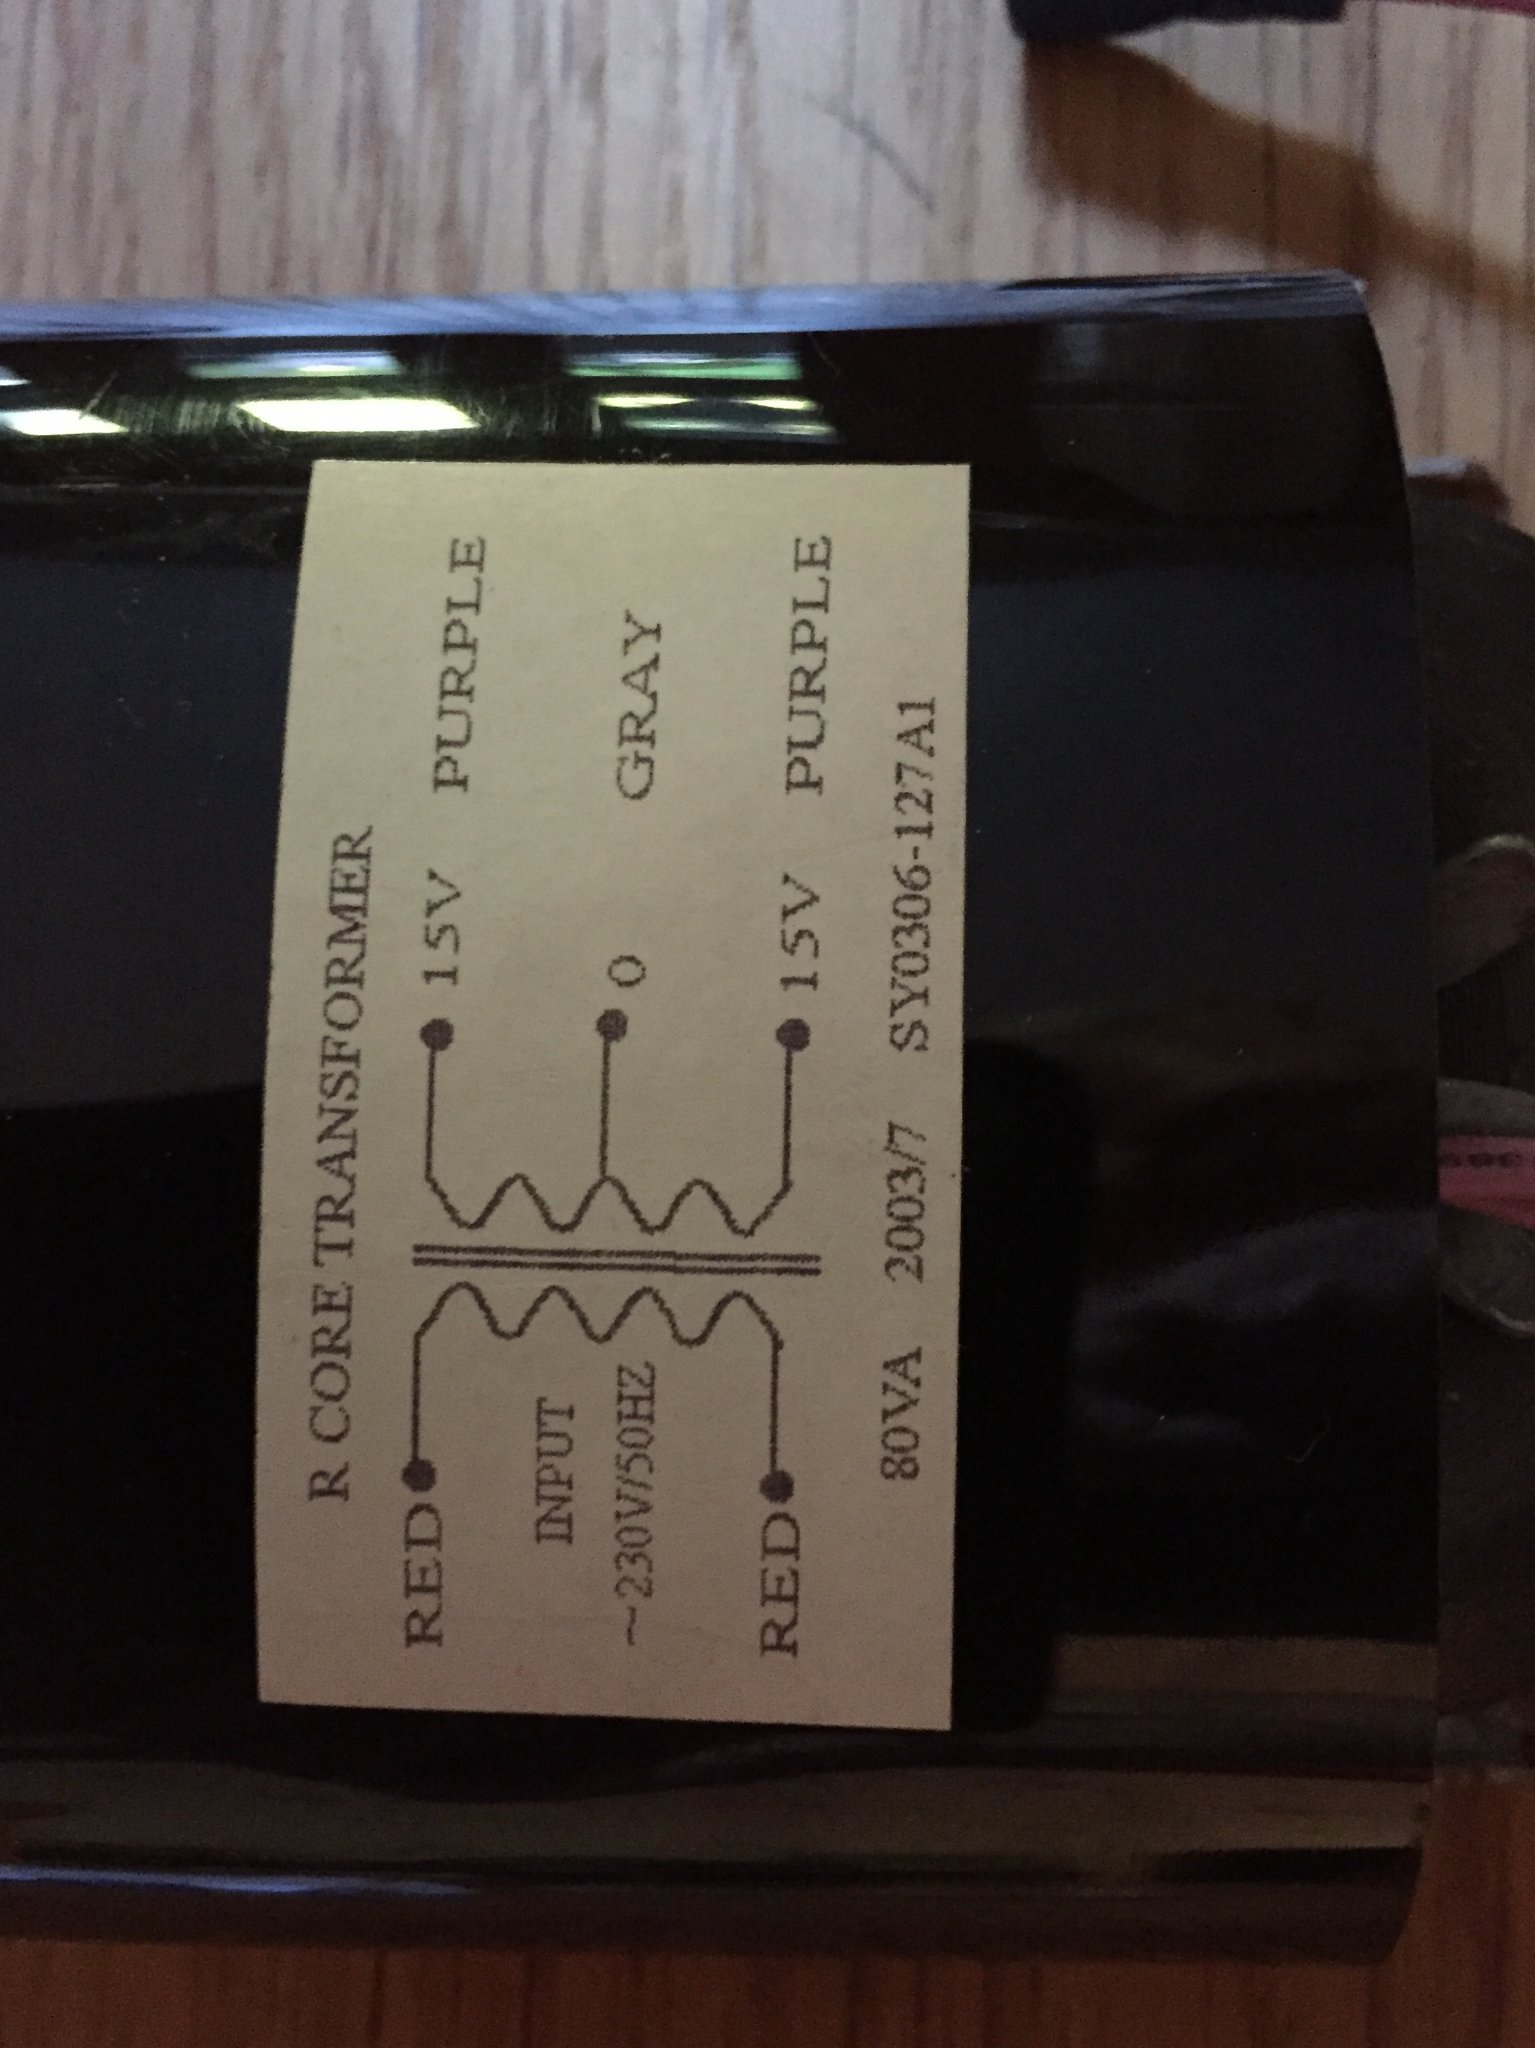 R CORE TRANSFORMER
RED 15V PURPLE
INPUT
~230V/50HZ 0 GRAY
RED 15V PURPLE
80VA 2003/7 SY0306-127A1